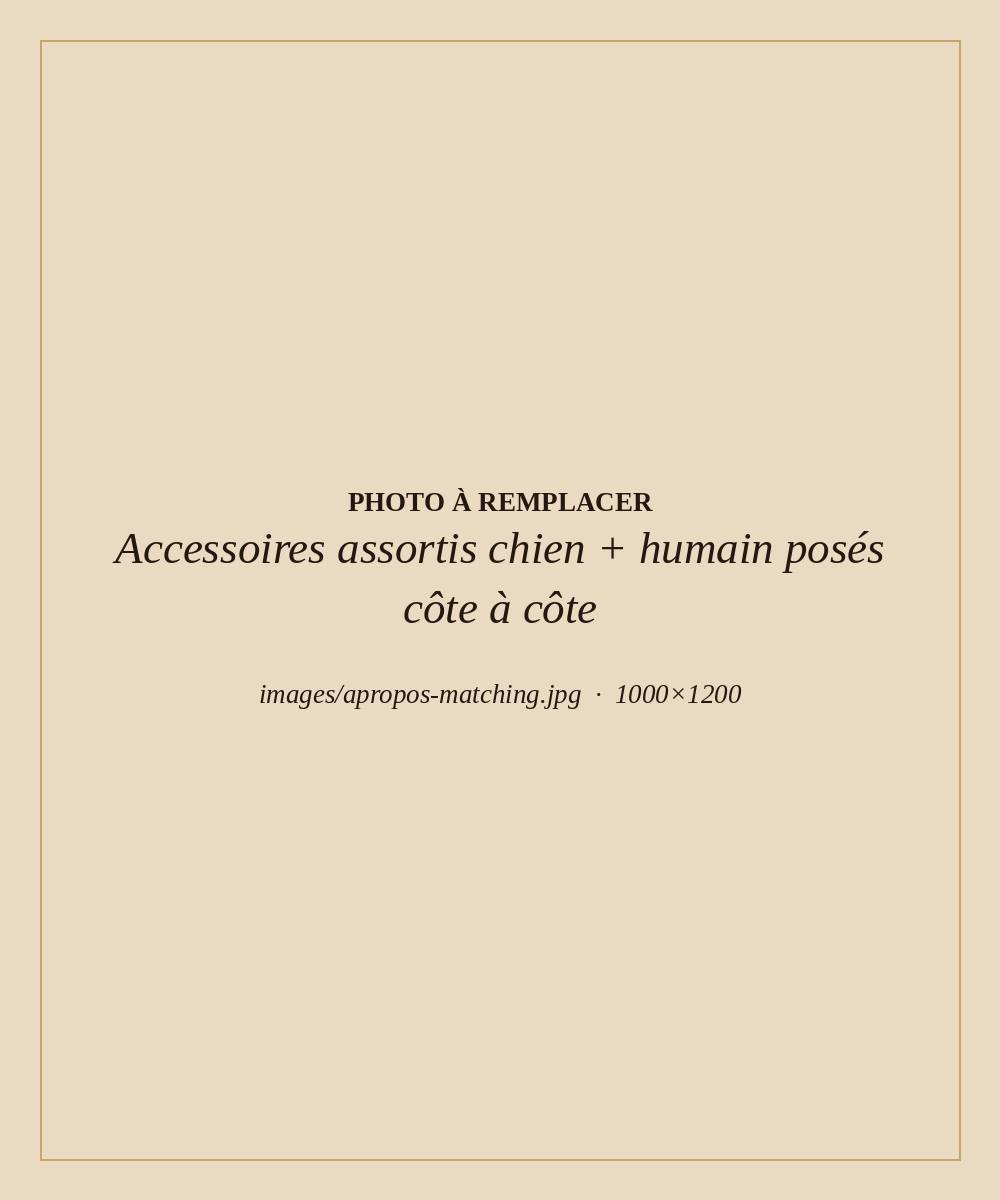 PHOTO À REMPLACER
Accessoires assortis chien + humain posés
côte à côte
images/apropos-matching.jpg · 1000×1200